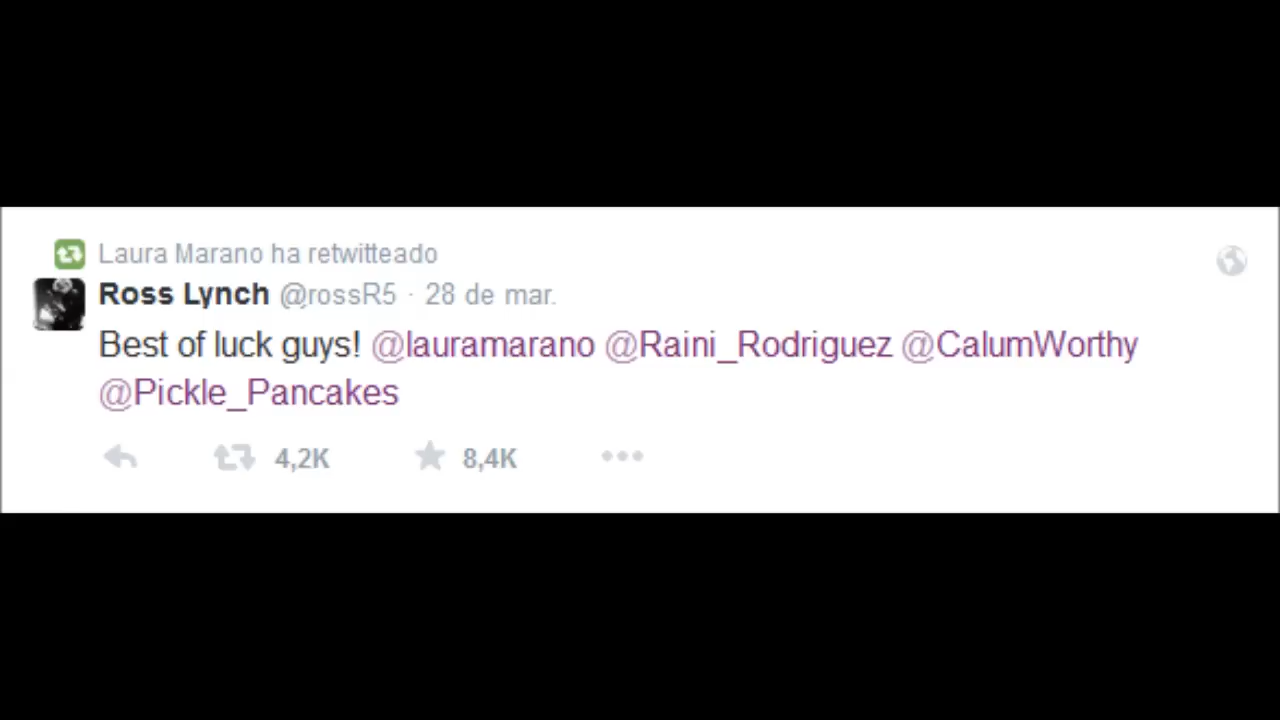 Laura Marano ha retwitteado
Ross Lynch @rossR5 · 28 de mar.
Best of luck guys! @lauramarano @Raini_Rodriguez @CalumWorthy
@Pickle_Pancakes
4,2K 8,4K